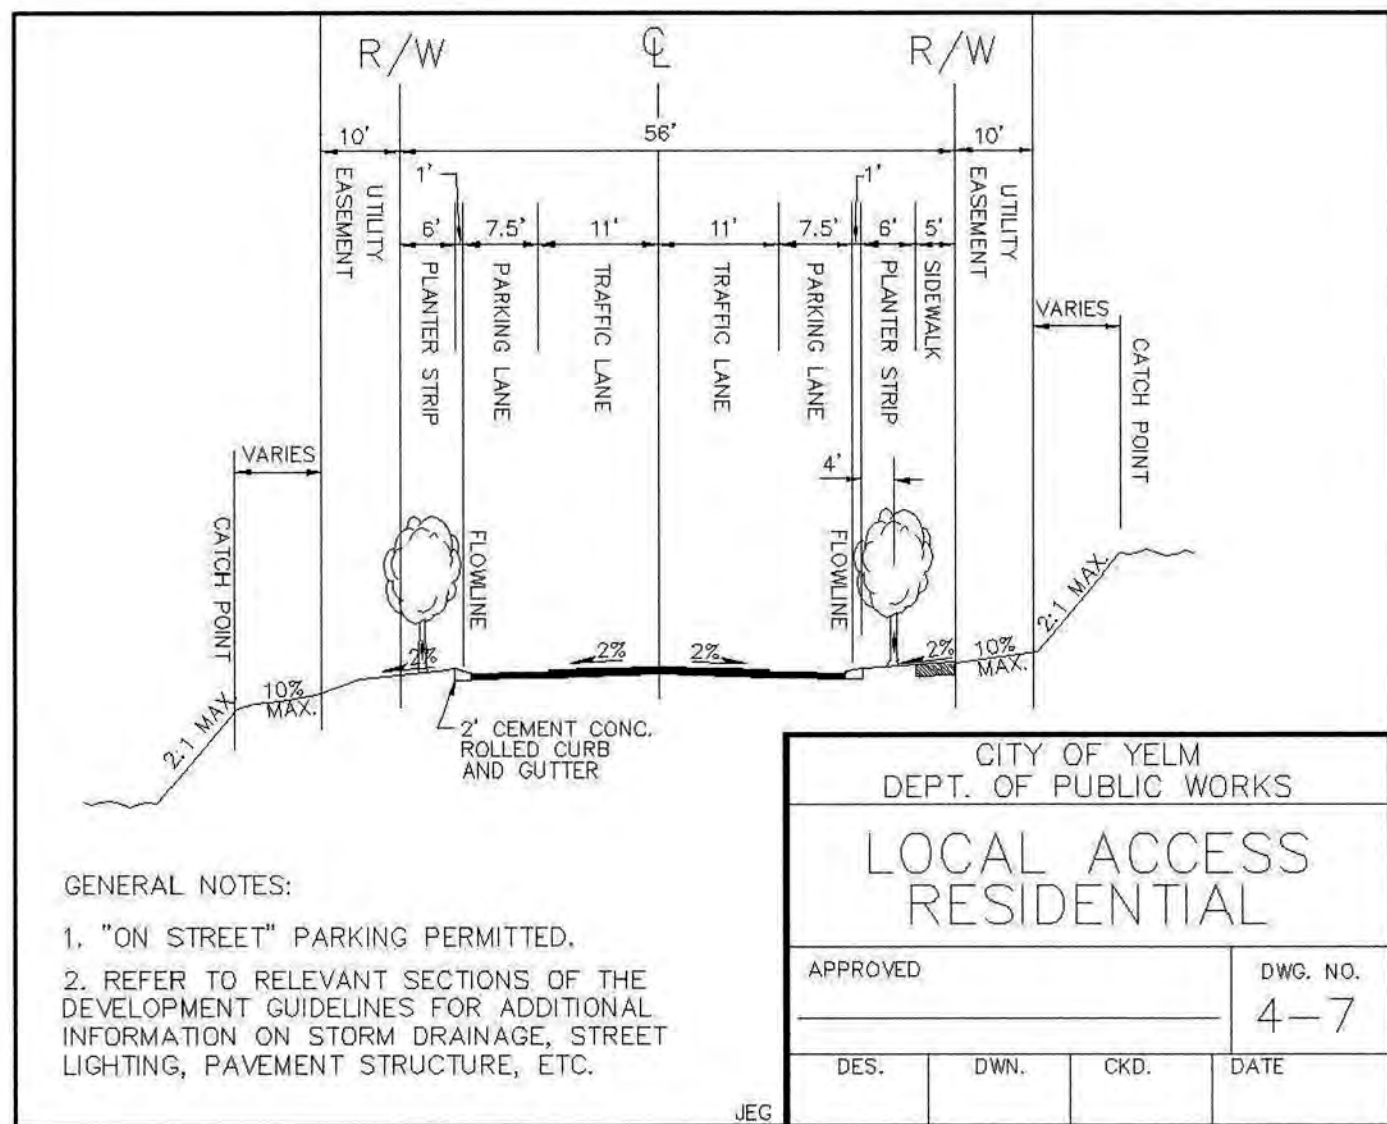 R/W
CL
R/W
10'
56'
10'
UTILITY
EASEMENT
1'
1'
UTILITY
EASEMENT
6'
7.5'
11'
11'
7.5'
6'
5'
PLANTER STRIP
PARKING LANE
TRAFFIC LANE
TRAFFIC LANE
PARKING LANE
PLANTER STRIP
SIDEWALK
VARIES
CATCH POINT
VARIES
4'
CATCH POINT
FLOWLINE
FLOWLINE
2:1 MAX.
2%
2%
2%
2%
10%
MAX.
10%
MAX.
2:1 MAX.
2' CEMENT CONC.
ROLLED CURB
AND GUTTER
GENERAL NOTES:
1. "ON STREET" PARKING PERMITTED.
2. REFER TO RELEVANT SECTIONS OF THE
DEVELOPMENT GUIDELINES FOR ADDITIONAL
INFORMATION ON STORM DRAINAGE, STREET
LIGHTING, PAVEMENT STRUCTURE, ETC.
JEG
CITY OF YELM
DEPT. OF PUBLIC WORKS
LOCAL ACCESS
RESIDENTIAL
APPROVED
DWG. NO.
4-7
DES.
DWN.
CKD.
DATE